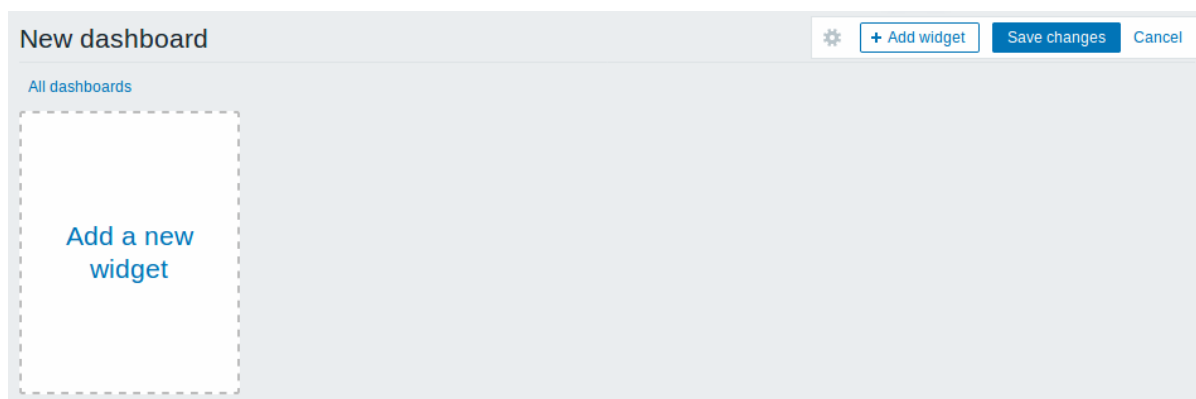 New dashboard
+ Add widget
Save changes
Cancel
All dashboards
Add a new
widget